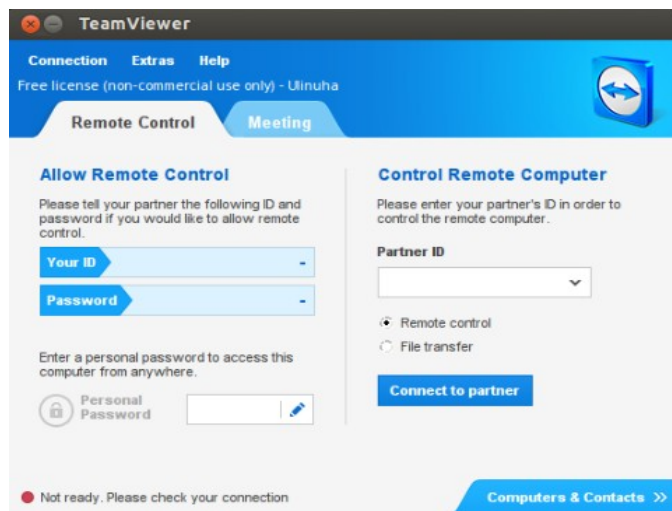 TeamViewer
Connection Extras Help
Free license (non-commercial use only) - Ulinuha
Remote Control Meeting
Allow Remote Control
Please tell your partner the following ID and
password if you would like to allow remote
control.
Your ID -
Password -
Enter a personal password to access this
computer from anywhere.
Personal
Password
Control Remote Computer
Please enter your partner's ID in order to
control the remote computer.
Partner ID
Remote control
File transfer
Connect to partner
Not ready. Please check your connection
Computers & Contacts >>